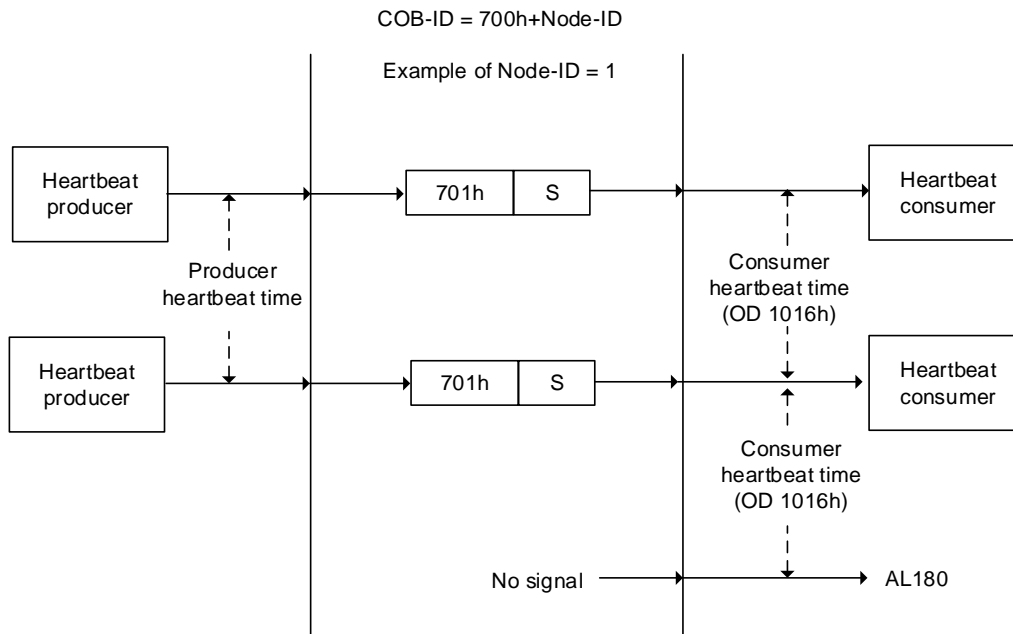 COB-ID = 700h+Node-ID
Example of Node-ID = 1
Heartbeat
producer
701h
S
Heartbeat
consumer
Producer
heartbeat time
Consumer
heartbeat time
(OD 1016h)
Heartbeat
producer
701h
S
Heartbeat
consumer
Consumer
heartbeat time
(OD 1016h)
No signal
AL180